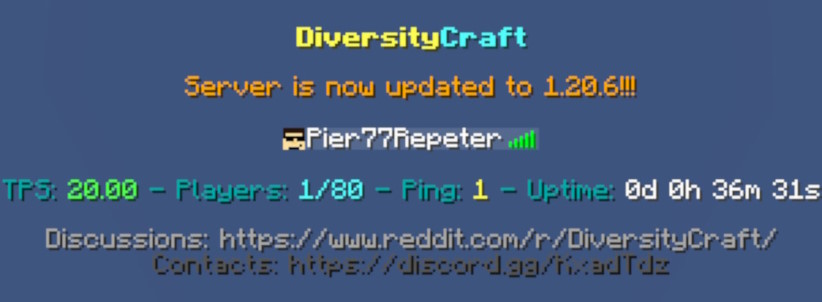 DiversityCraft
Server is now updated to 1.20.6!!!
Pier77Repeter
TPS: 20.00 - Players: 1/80 - Ping: 1 - Uptime: 0d 0h 36m 31s
Discussions: https://www.reddit.com/r/DiversityCraft/
Contacts: